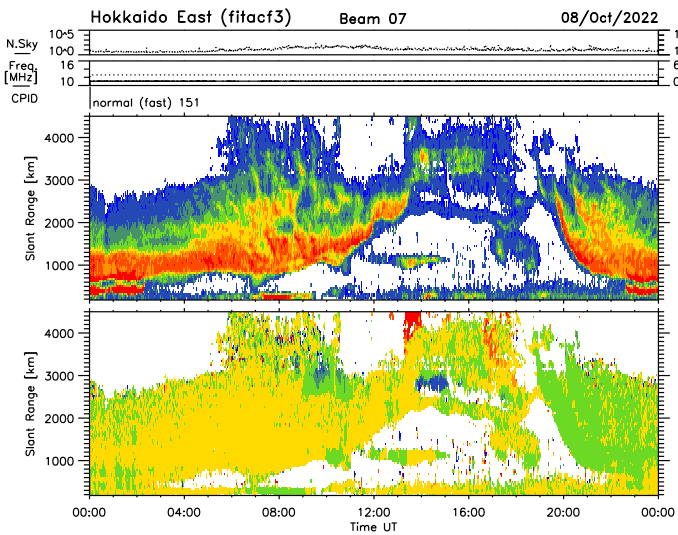 Hokkaido East (fitacf3) Beam 07 08/Oct/2022
N.Sky 10^5 10^0
Freq. [MHz] 16 10
CPID normal (fast) 151
1 1
6 0
Slant Range [km] 4000 3000 2000 1000
Slant Range [km] 4000 3000 2000 1000
00:00 04:00 08:00 12:00 16:00 20:00 00:00
Time UT